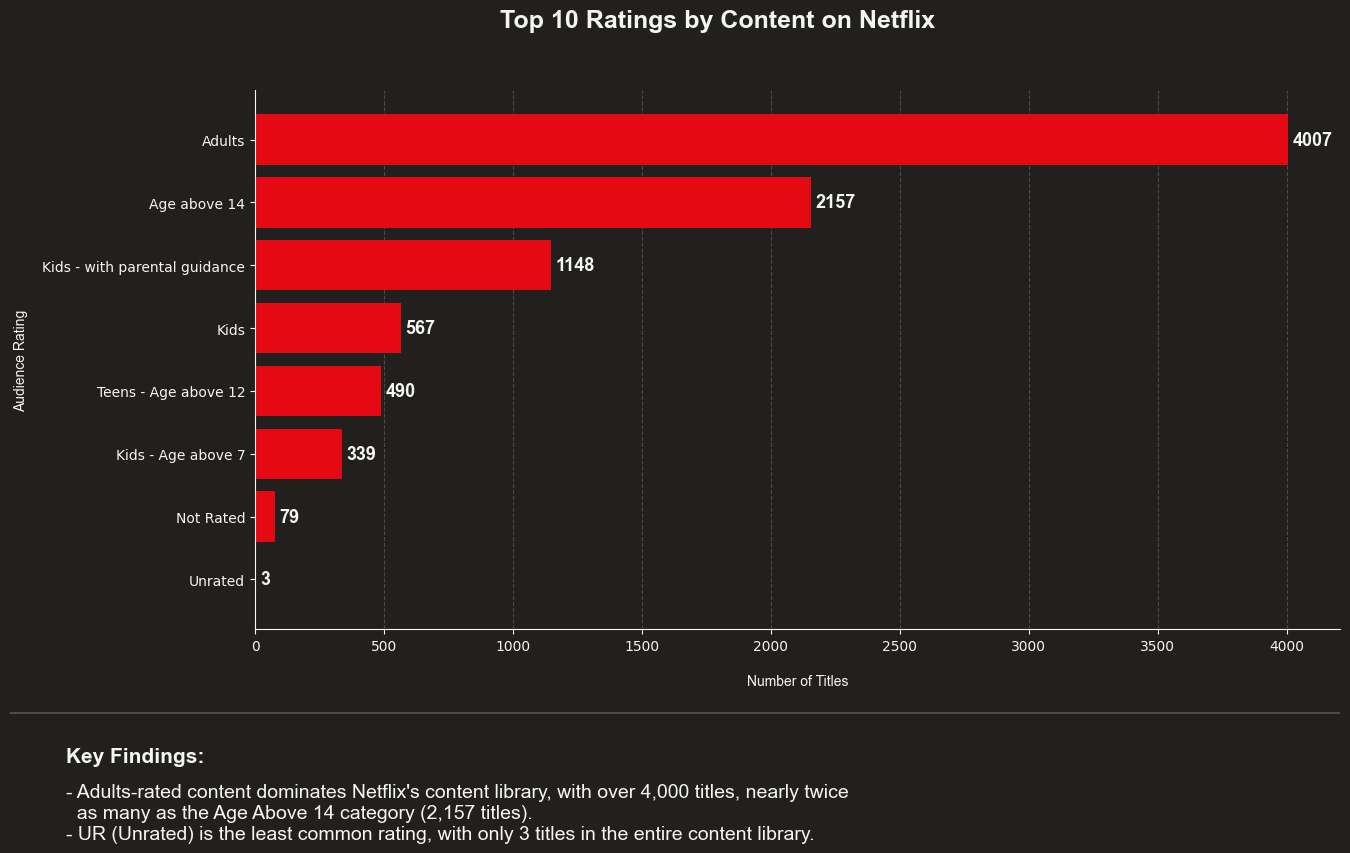 Top 10 Ratings by Content on Netflix
Audience Rating
Adults
4007
Age above 14
2157
Kids - with parental guidance
1148
Kids
567
Teens - Age above 12
490
Kids - Age above 7
339
Not Rated
79
Unrated
3
0 500 1000 1500 2000 2500 3000 3500 4000
Number of Titles
Key Findings:
- Adults-rated content dominates Netflix's content library, with over 4,000 titles, nearly twice
as many as the Age Above 14 category (2,157 titles).
- UR (Unrated) is the least common rating, with only 3 titles in the entire content library.